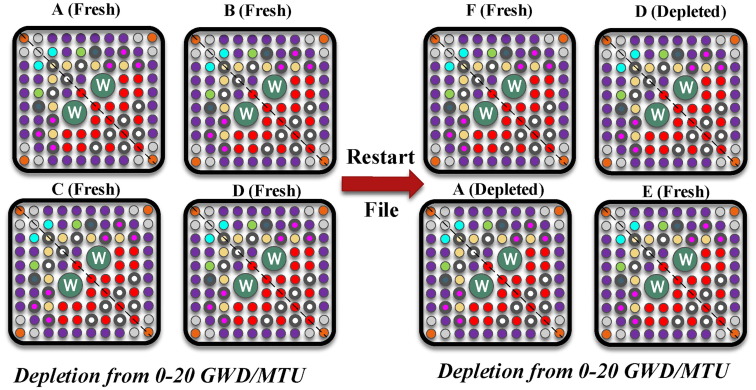 A (Fresh)
B (Fresh)
F (Fresh)
D (Depleted)
W
W
W
W
W
W
W
W
Restart
File
C (Fresh)
D (Fresh)
A (Depleted)
E (Fresh)
W
W
W
W
W
W
W
W
Depletion from 0-20 GWD/MTU
Depletion from 0-20 GWD/MTU